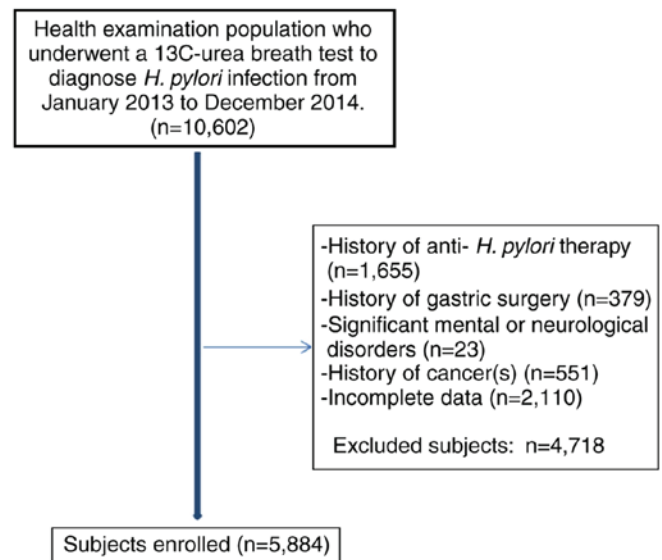 Health examination population who
underwent a 13C-urea breath test to
diagnose H. pylori infection from
January 2013 to December 2014.
(n=10,602)
-History of anti- H. pylori therapy
(n=1,655)
-History of gastric surgery (n=379)
-Significant mental or neurological
disorders (n=23)
-History of cancer(s) (n=551)
-Incomplete data (n=2,110)
Excluded subjects: n=4,718
Subjects enrolled (n=5,884)